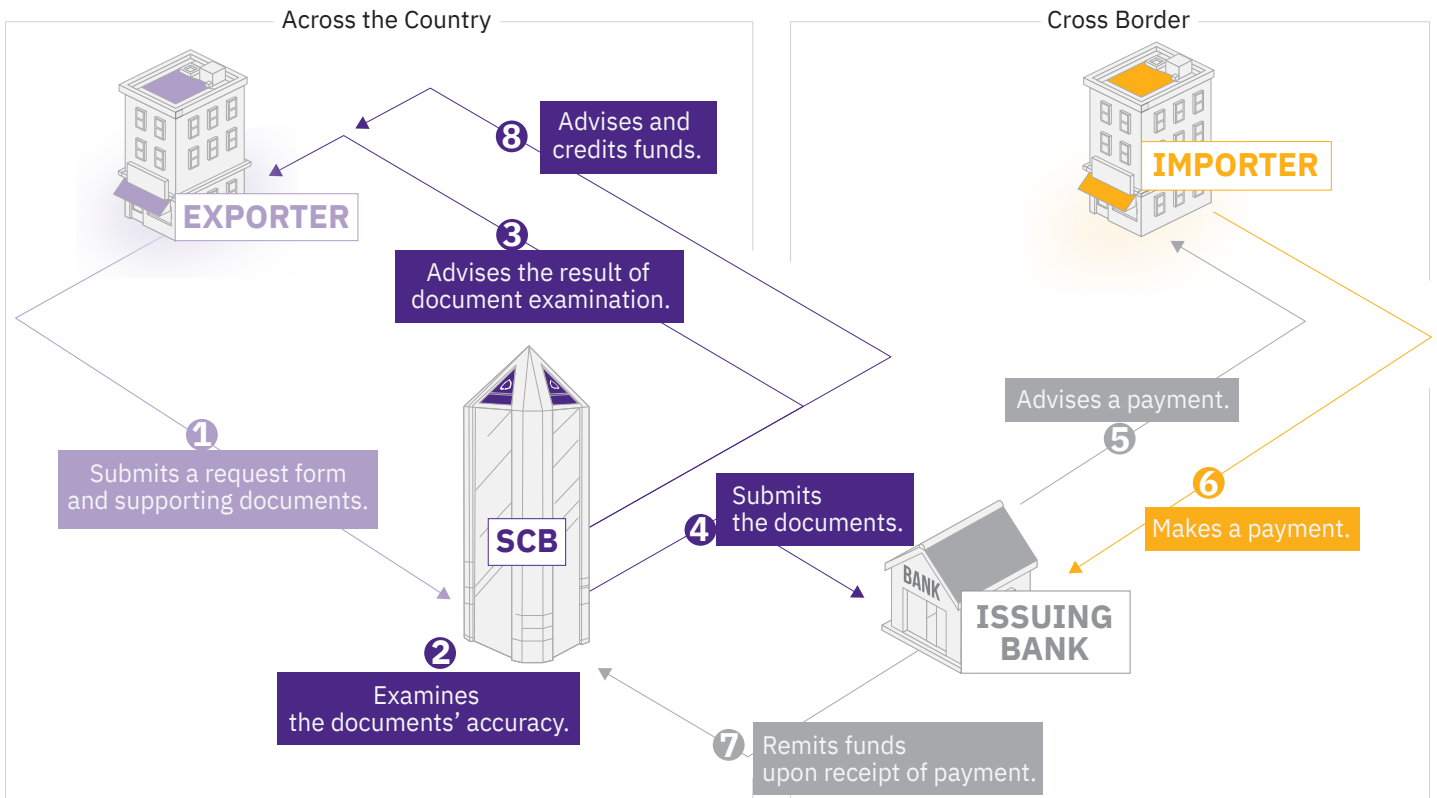 Across the Country
Cross Border
8
Advises and
credits funds.
IMPORTER
EXPORTER
3
Advises the result of
document examination.
Advises a payment.
5
1
Submits a request form
and supporting documents.
6
Makes a payment.
4
Submits
the documents.
SCB
BANK
ISSUING
BANK
2
Examines
the documents’ accuracy.
7
Remits funds
upon receipt of payment.